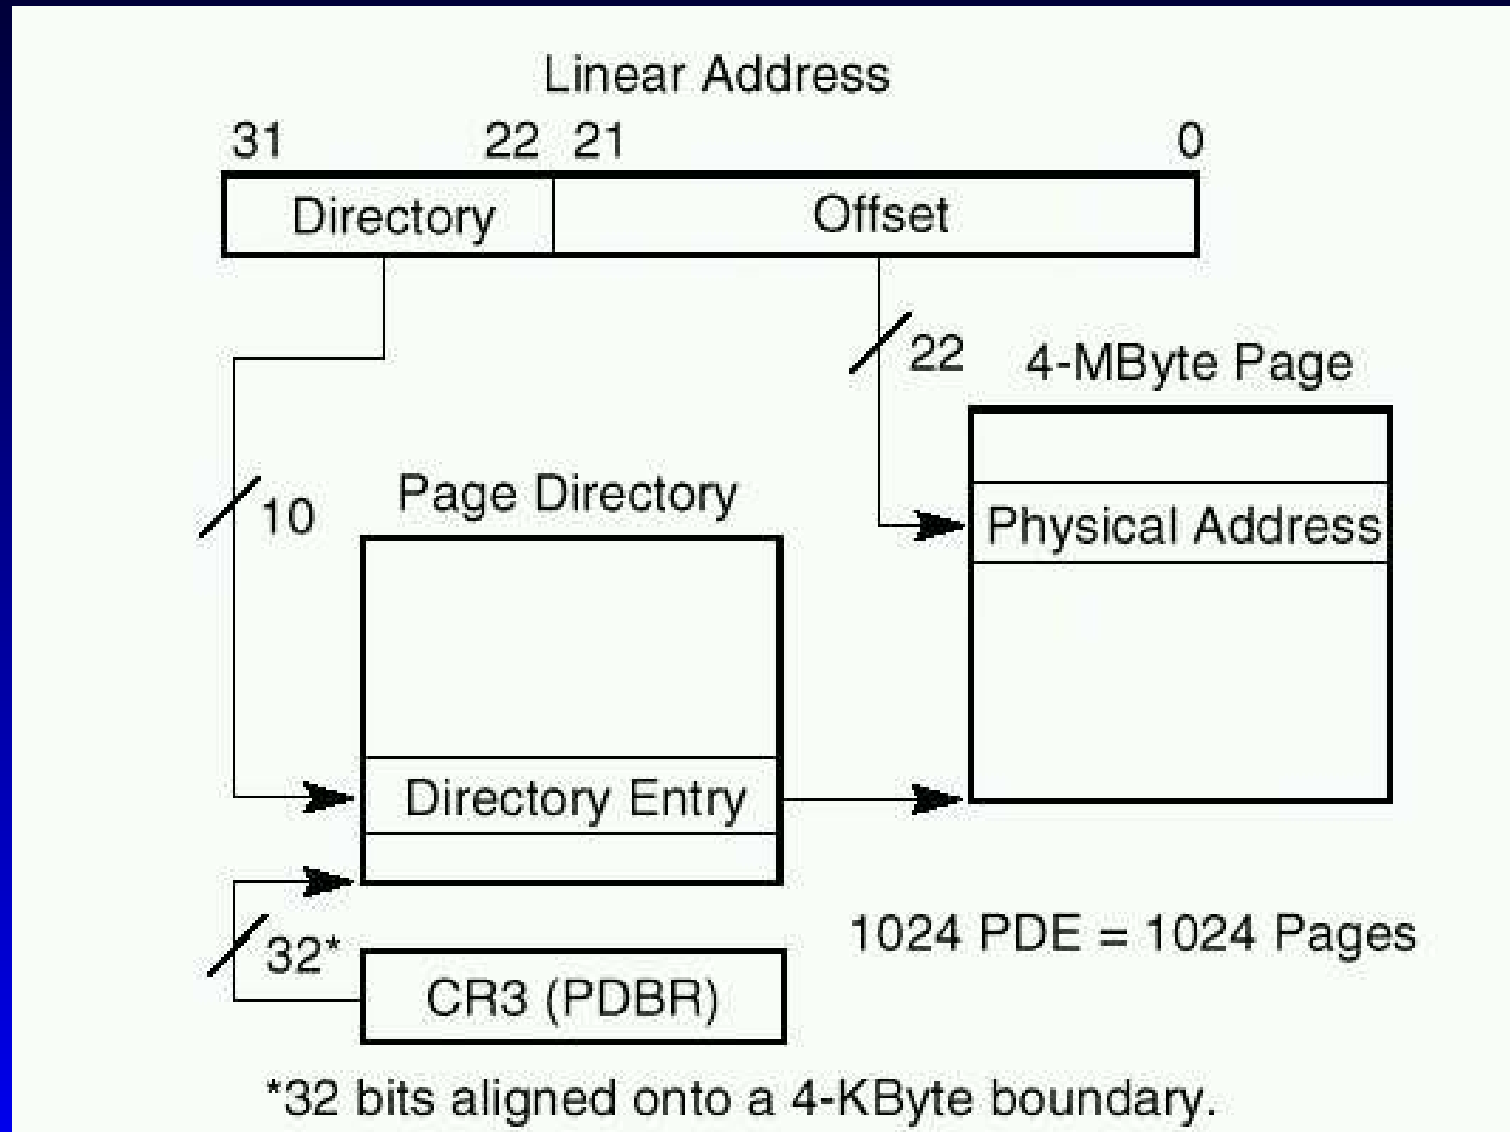 Linear Address
31 22 21 0
Directory Offset
22 4-MByte Page
10 Page Directory
Physical Address
Directory Entry
32*
CR3 (PDBR)
1024 PDE = 1024 Pages
*32 bits aligned onto a 4-KByte boundary.